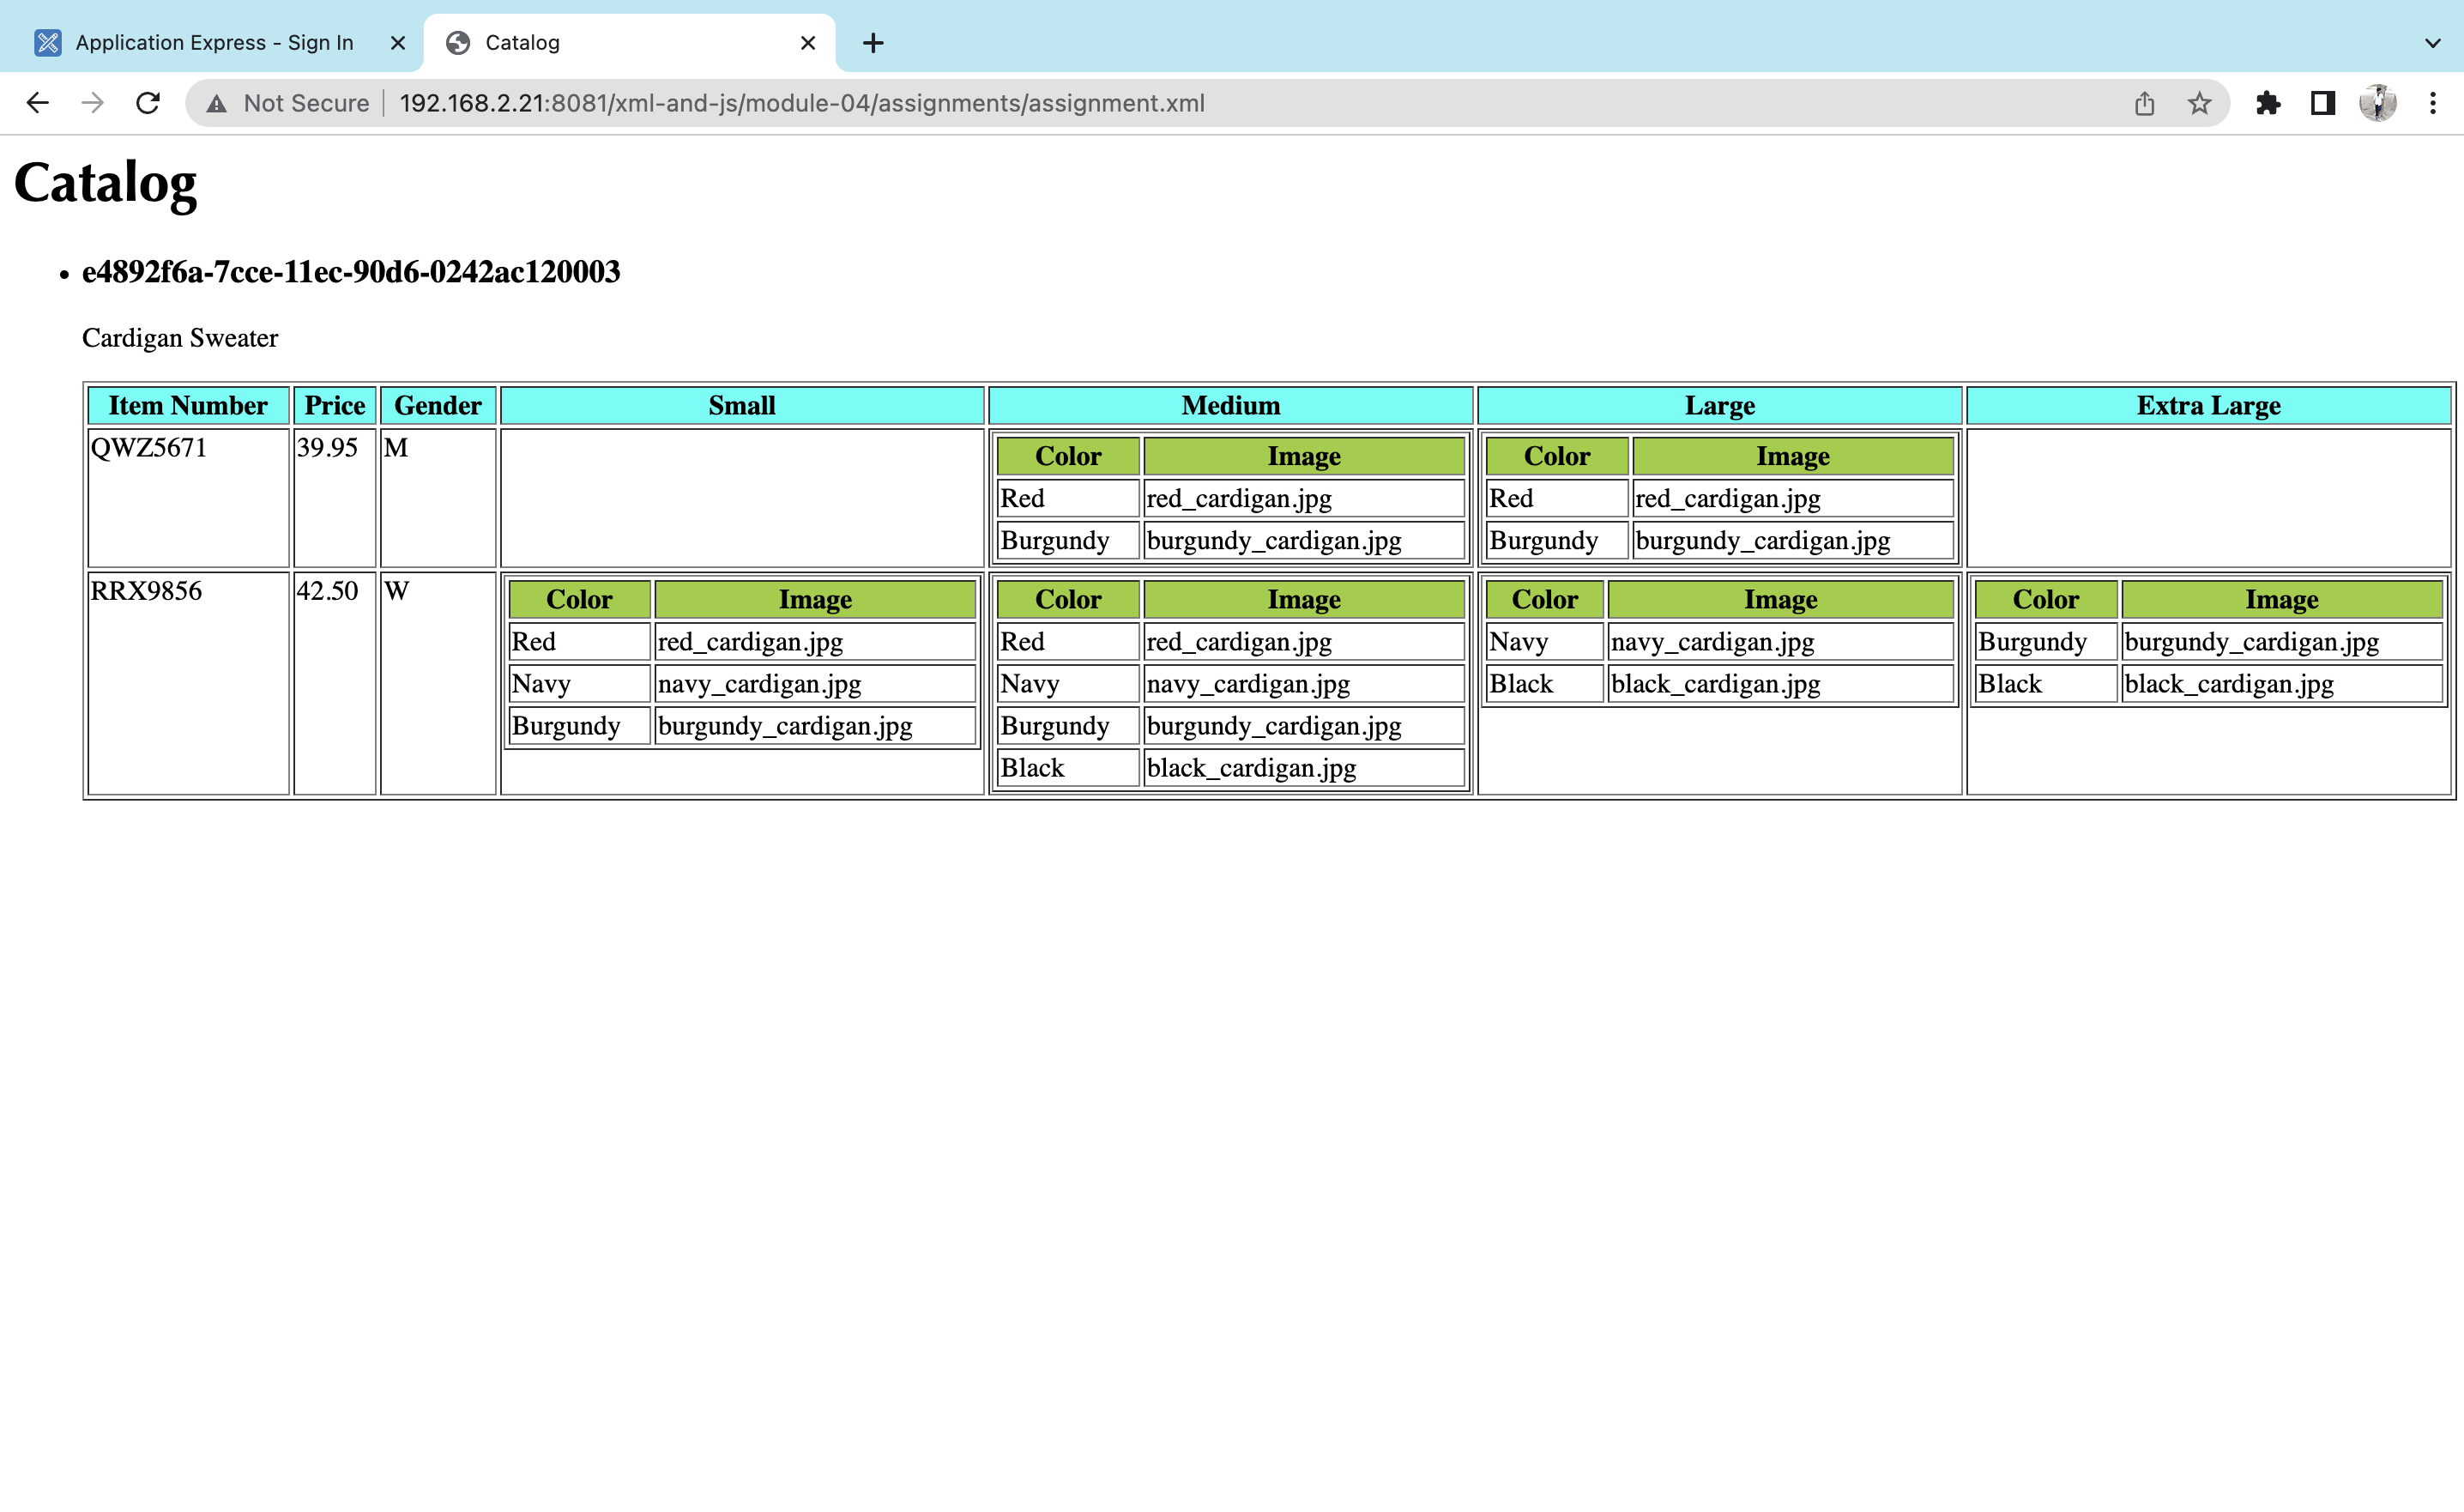 Application Express - Sign In
Catalog
Not Secure
192.168.2.21:8081/xml-and-js/module-04/assignments/assignment.xml
Catalog
• e4892f6a-7cce-11ec-90d6-0242ac120003
Cardigan Sweater
Item Number Price Gender Small Medium Large Extra Large
QWZ5671 39.95 M
Color Image
Red red_cardigan.jpg
Burgundy burgundy_cardigan.jpg
Color Image
Red red_cardigan.jpg
Burgundy burgundy_cardigan.jpg
RRX9856 42.50 W
Color Image
Red red_cardigan.jpg
Navy navy_cardigan.jpg
Burgundy burgundy_cardigan.jpg
Color Image
Red red_cardigan.jpg
Navy navy_cardigan.jpg
Burgundy burgundy_cardigan.jpg
Black black_cardigan.jpg
Color Image
Navy navy_cardigan.jpg
Black black_cardigan.jpg
Color Image
Burgundy burgundy_cardigan.jpg
Black black_cardigan.jpg